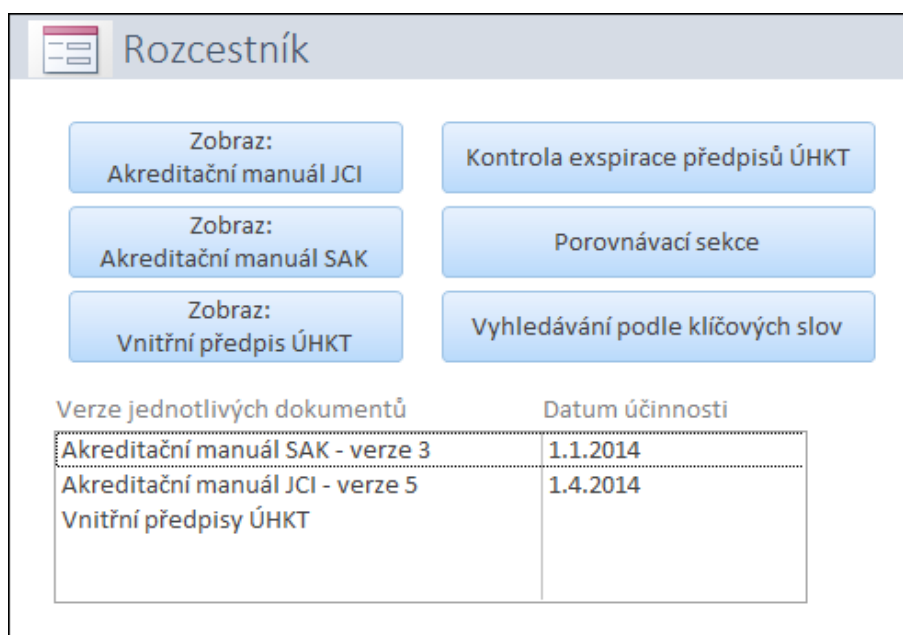 Rozcestník
Zobraz:
Akreditační manuál JCI
Kontrola exspirace předpisů ÚHKT
Zobraz:
Akreditační manuál SAK
Porovnávací sekce
Zobraz:
Vnitřní předpis ÚHKT
Vyhledávání podle klíčových slov
Verze jednotlivých dokumentů Datum účinnosti
Akreditační manuál SAK - verze 3 1.1.2014
Akreditační manuál JCI - verze 5 1.4.2014
Vnitřní předpisy ÚHKT